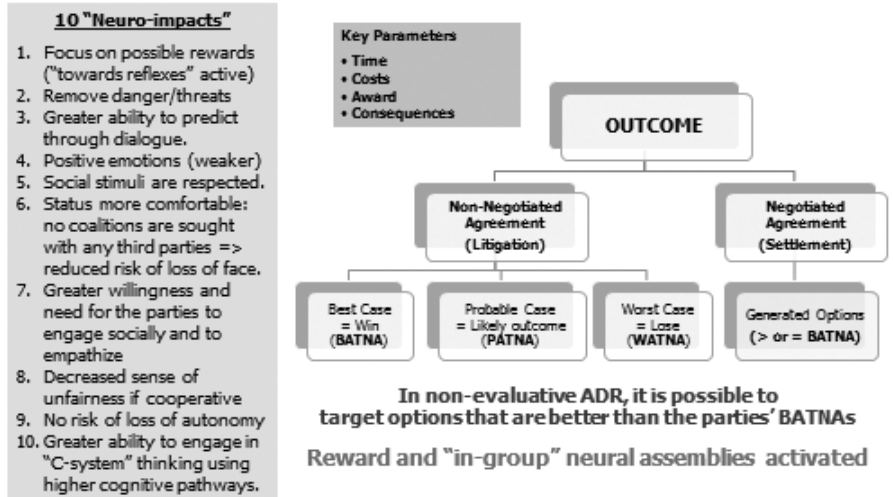 10 “Neuro-impacts”
1. Focus on possible rewards
(“towards reflexes” active)
2. Remove danger/threats
3. Greater ability to predict
through dialogue.
4. Positive emotions (weaker)
5. Social stimuli are respected.
6. Status more comfortable:
no coalitions are sought
with any third parties =>
reduced risk of loss of face.
7. Greater willingness and
need for the parties to
engage socially and to
empathize
8. Decreased sense of
unfairness if cooperative
9. No risk of loss of autonomy
10. Greater ability to engage in
“C-system” thinking using
higher cognitive pathways.
Key Parameters
• Time
• Costs
• Award
• Consequences
OUTCOME
Non-Negotiated
Agreement
(Litigation)
Negotiated
Agreement
(Settlement)
Best Case
= Win
(BATNA)
Probable Case
= Likely outcome
(PATNA)
Worst Case
= Lose
(WATNA)
Generated Options
(> or = BATNA)
In non-evaluative ADR, it is possible to
target options that are better than the parties’ BATNAs
Reward and “in-group” neural assemblies activated